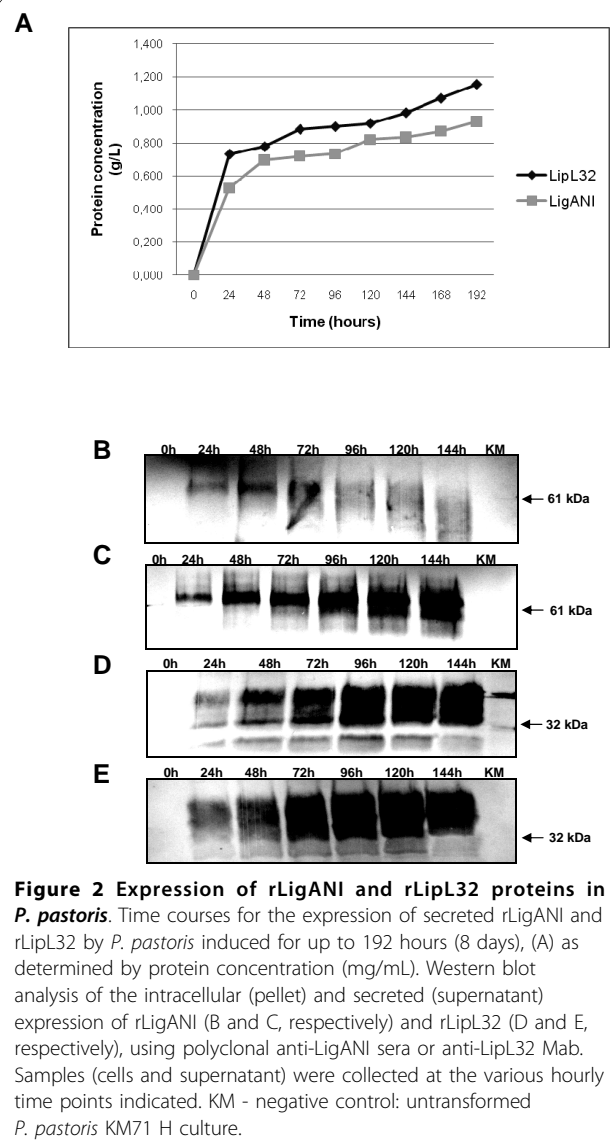 A
1,400
1,200
1,000
0,800
0,600
0,400
0,200
0,000
Protein concentration
(g/L)
0 24 48 72 96 120 144 168 192
Time (hours)
LipL32
LigANI
B
0h 24h 48h 72h 96h 120h 144h KM
61 kDa
C
0h 24h 48h 72h 96h 120h 144h KM
61 kDa
D
0h 24h 48h 72h 96h 120h 144h KM
32 kDa
E
0h 24h 48h 72h 96h 120h 144h KM
32 kDa
Figure 2 Expression of rLigANI and rLipL32 proteins in
P. pastoris. Time courses for the expression of secreted rLigANI and
rLipL32 by P. pastoris induced for up to 192 hours (8 days), (A) as
determined by protein concentration (mg/mL). Western blot
analysis of the intracellular (pellet) and secreted (supernatant)
expression of rLigANI (B and C, respectively) and rLipL32 (D and E,
respectively), using polyclonal anti-LigANI sera or anti-LipL32 Mab.
Samples (cells and supernatant) were collected at the various hourly
time points indicated. KM - negative control: untransformed
P. pastoris KM71 H culture.